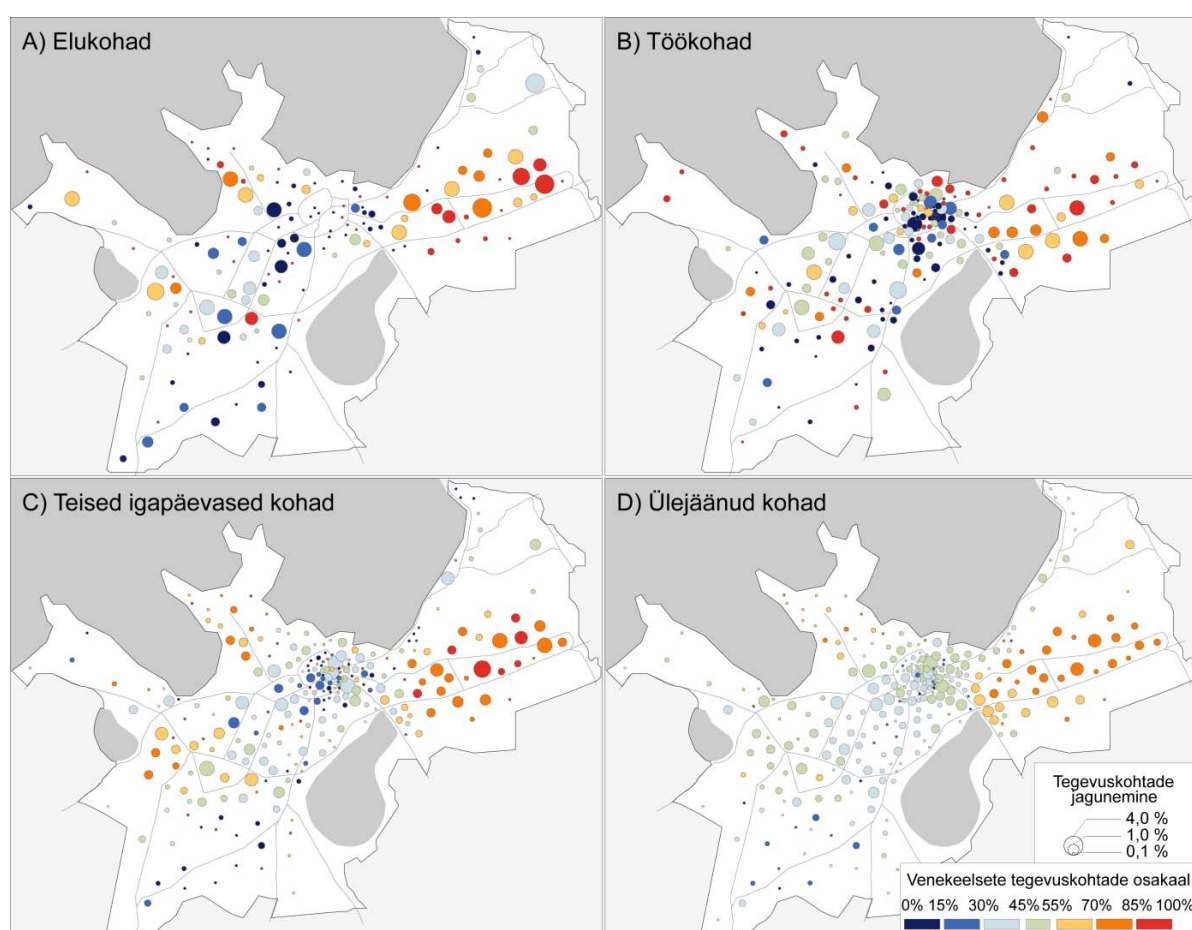 A) Elukohad
B) Töökohad
C) Teised igapäevased kohad
D) Ülejäänud kohad
Tegevuskohtade
jagunemine
4,0 %
1,0 %
0,1 %
Venekeelsete tegevuskohtade osakaal
0% 15% 30% 45% 55% 70% 85% 100%